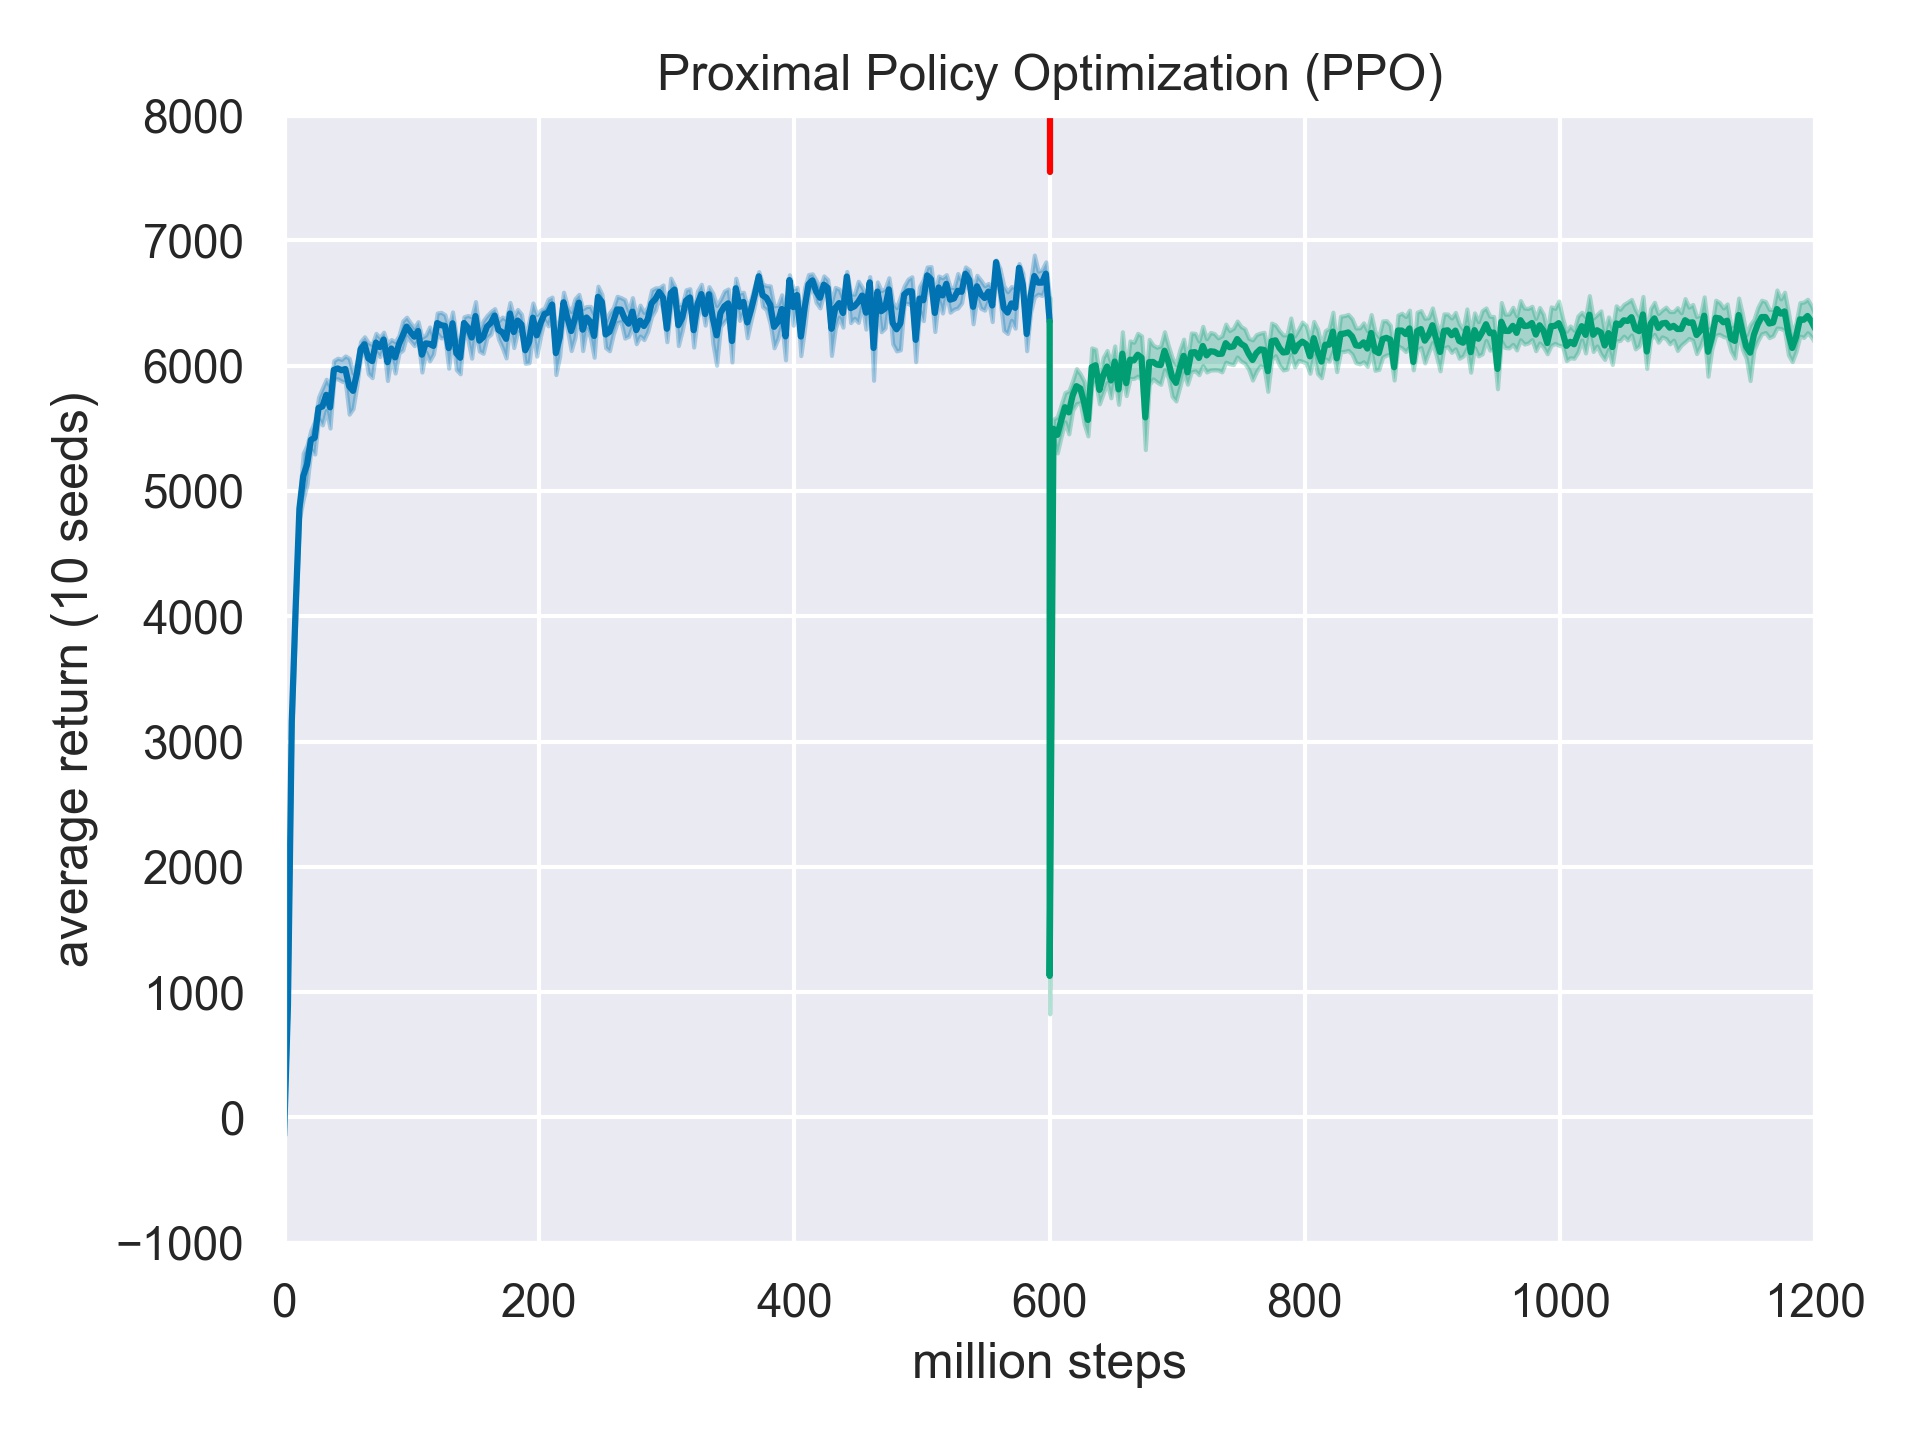 Proximal Policy Optimization (PPO)
8000
7000
6000
5000
4000
3000
2000
1000
0
−1000
average return (10 seeds)
0 200 400 600 800 1000 1200
million steps